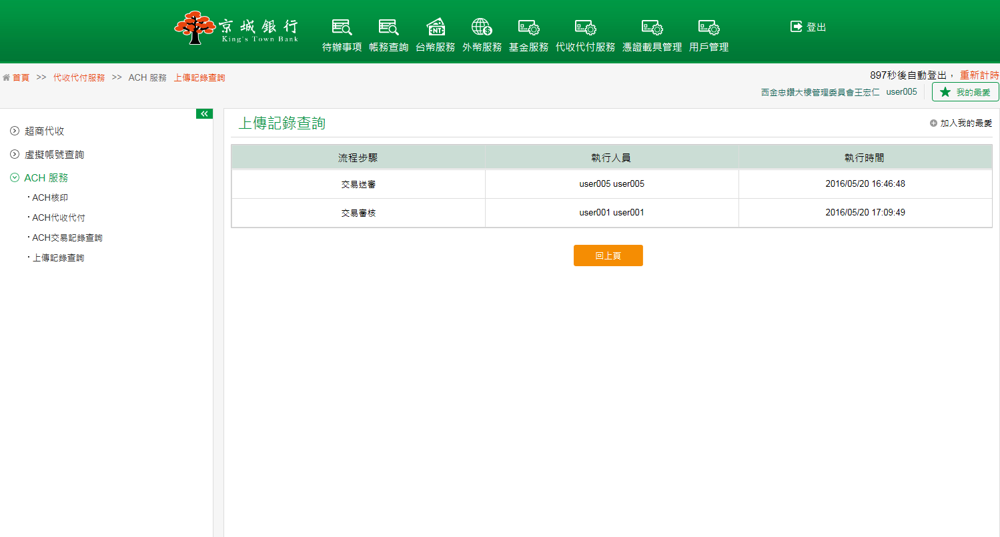 京城銀行
King's Town Bank
待辦事項 帳務查詢 台幣服務 外幣服務 基金服務 代收代付服務 憑證載具管理 用戶管理
NT
$
登出
首頁 >> 代收代付服務 >> ACH 服務 上傳記錄查詢
897秒後自動登出， 重新計時
西金忠鑽大樓管理委員會王宏仁 user005
我的最愛
超商代收
虛擬帳號查詢
ACH 服務
‧ACH核印
‧ACH代收代付
‧ACH交易記錄查詢
‧上傳記錄查詢
上傳記錄查詢
加入我的最愛
流程步驟 執行人員 執行時間
交易送審 user005 user005 2016/05/20 16:46:48
交易審核 user001 user001 2016/05/20 17:09:49
回上頁